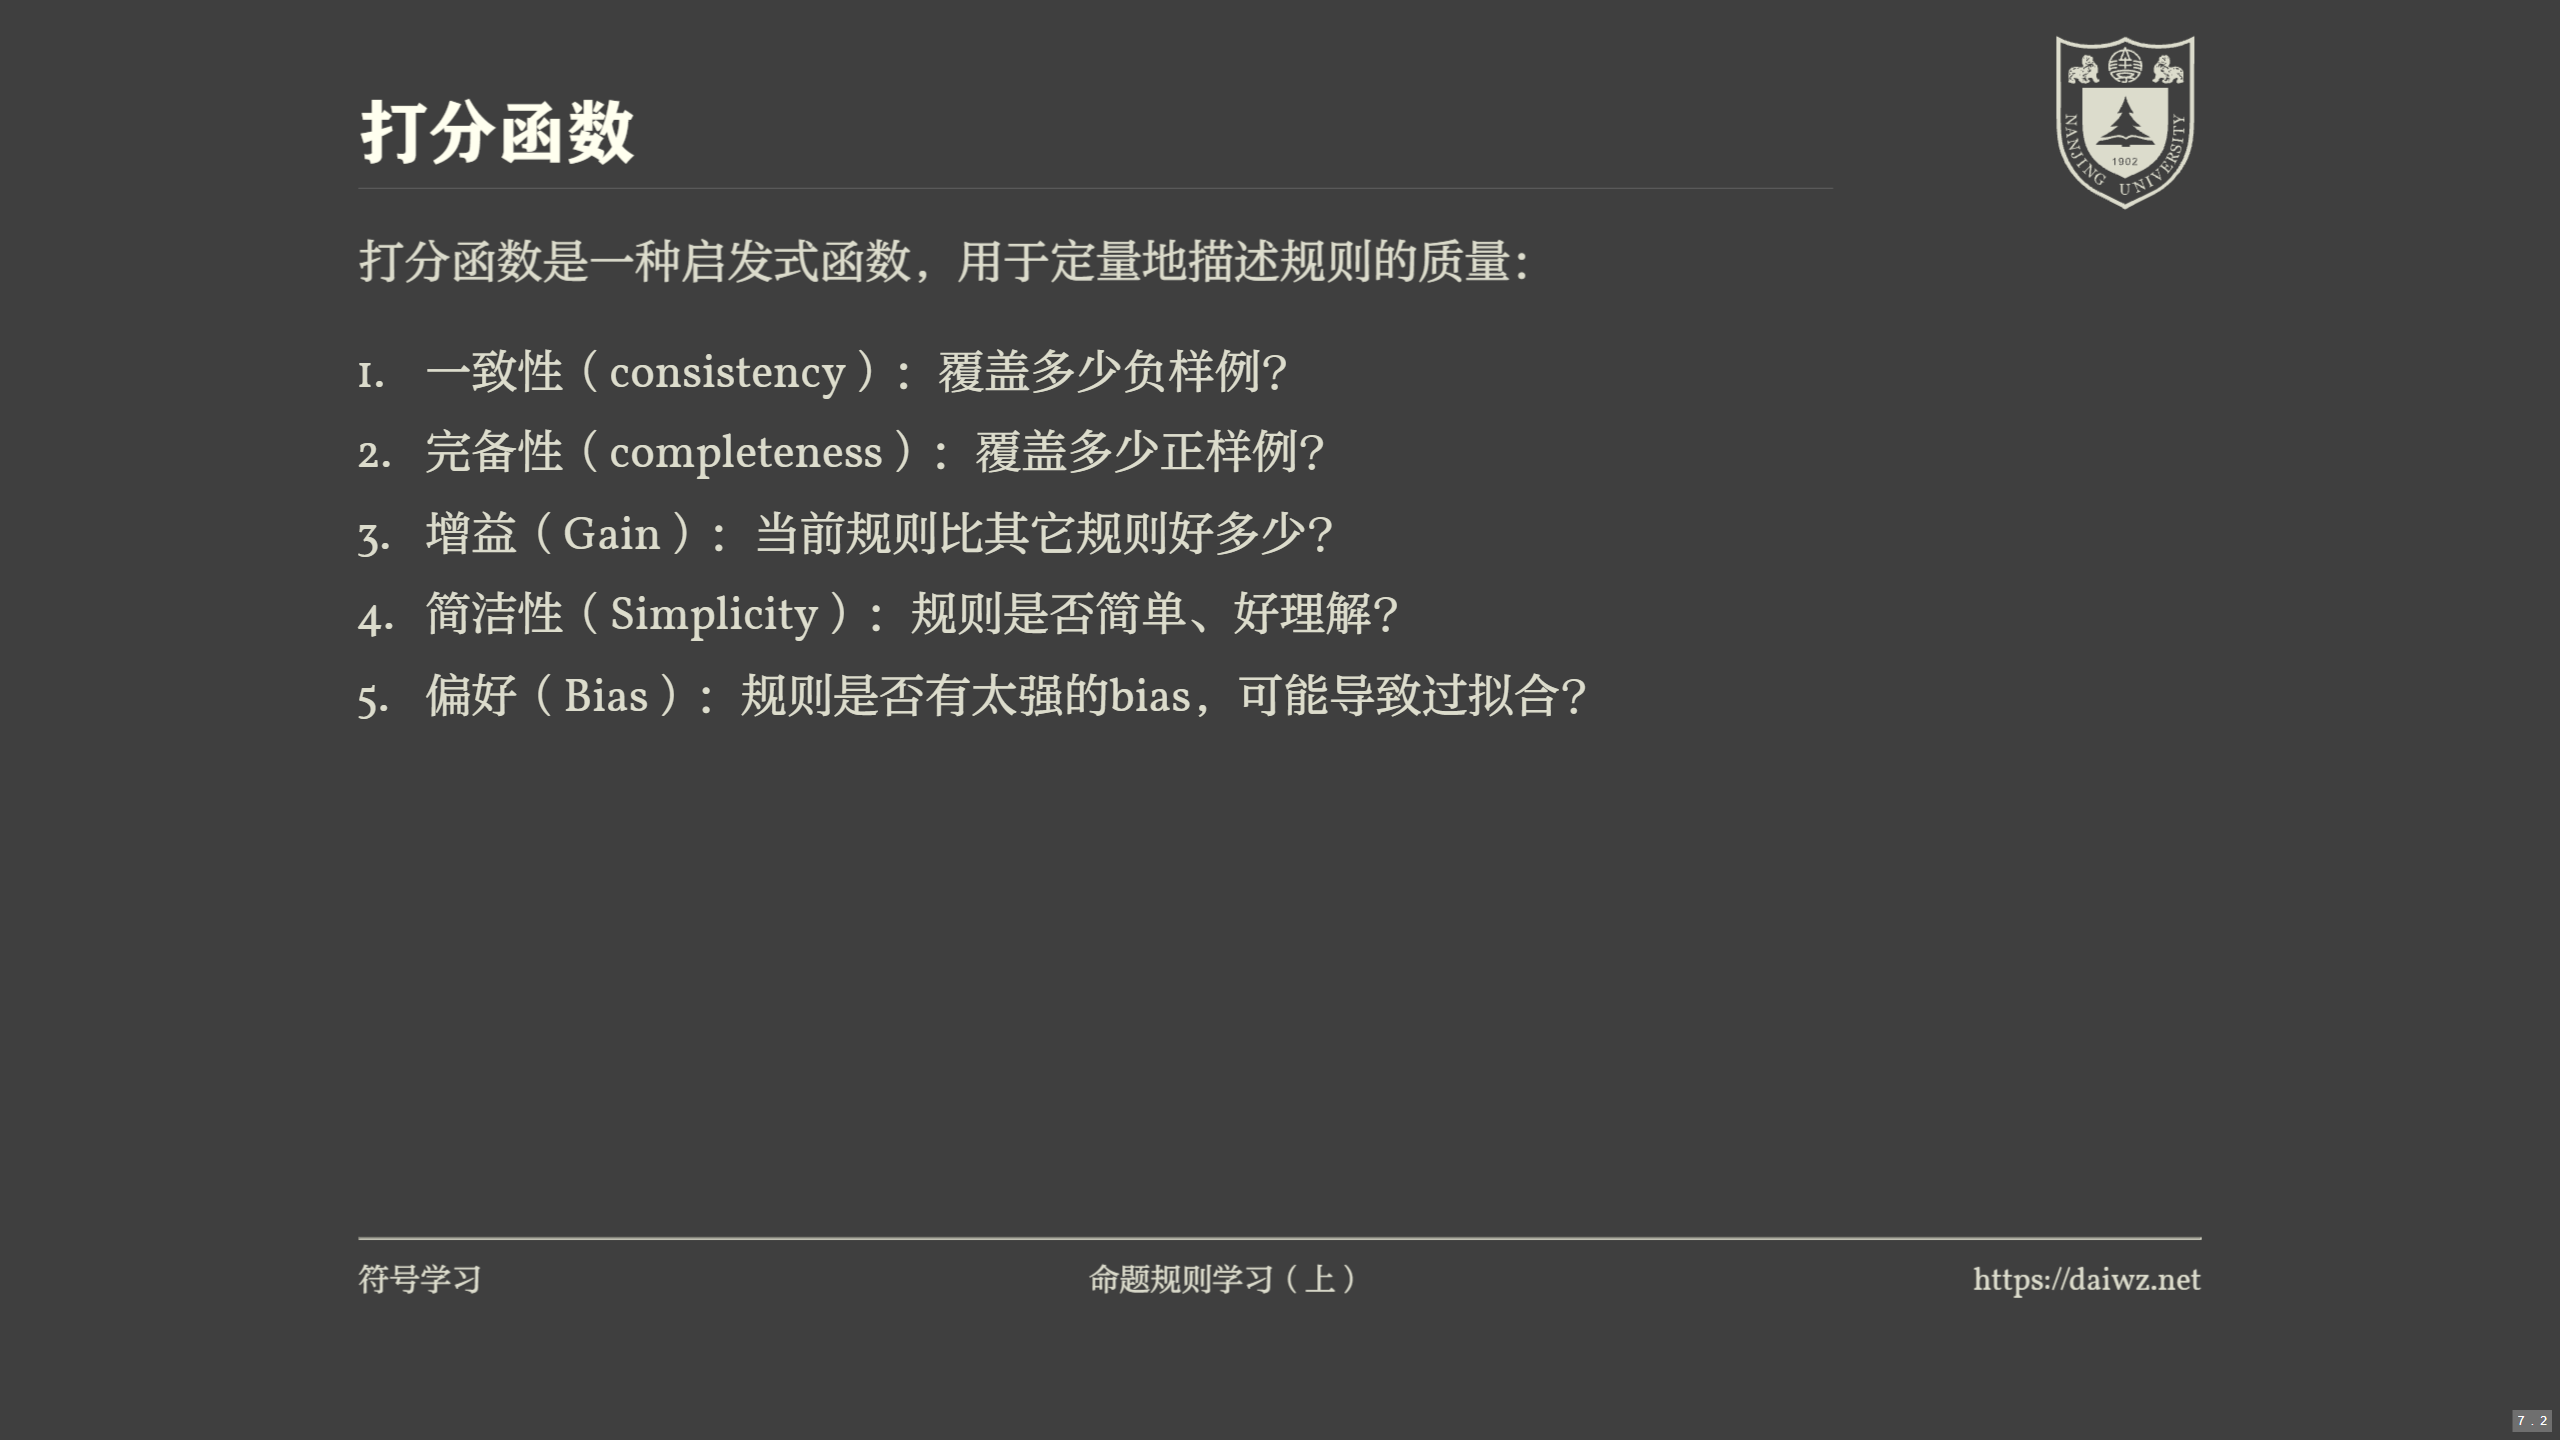 打分函数
打分函数是一种启发式函数，用于定量地描述规则的质量：
1. 一致性（consistency）：覆盖多少负样例？
2. 完备性（completeness）：覆盖多少正样例？
3. 增益（Gain）：当前规则比其它规则好多少？
4. 简洁性（Simplicity）：规则是否简单、好理解？
5. 偏好（Bias）：规则是否有太强的bias，可能导致过拟合？
NANJING UNIVERSITY
1902
符号学习
命题规则学习（上）
https://daiwz.net
7.2